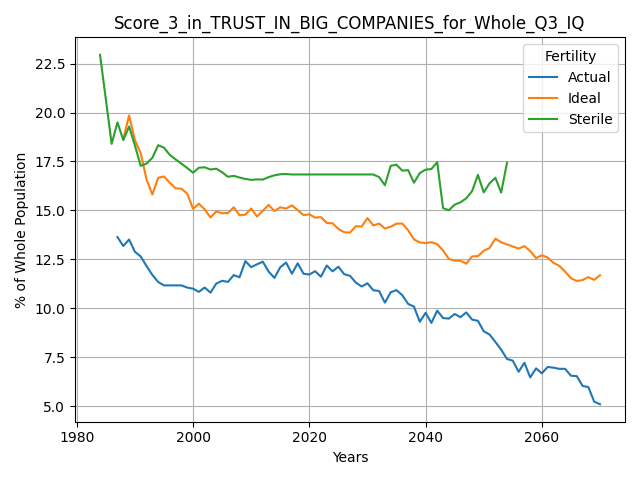 Score_3_in_TRUST_IN_BIG_COMPANIES_for_Whole_Q3_IQ
% of Whole Population
22.5
20.0
17.5
15.0
12.5
10.0
7.5
5.0
Fertility
Actual
Ideal
Sterile
1980
2000
2020
2040
2060
Years